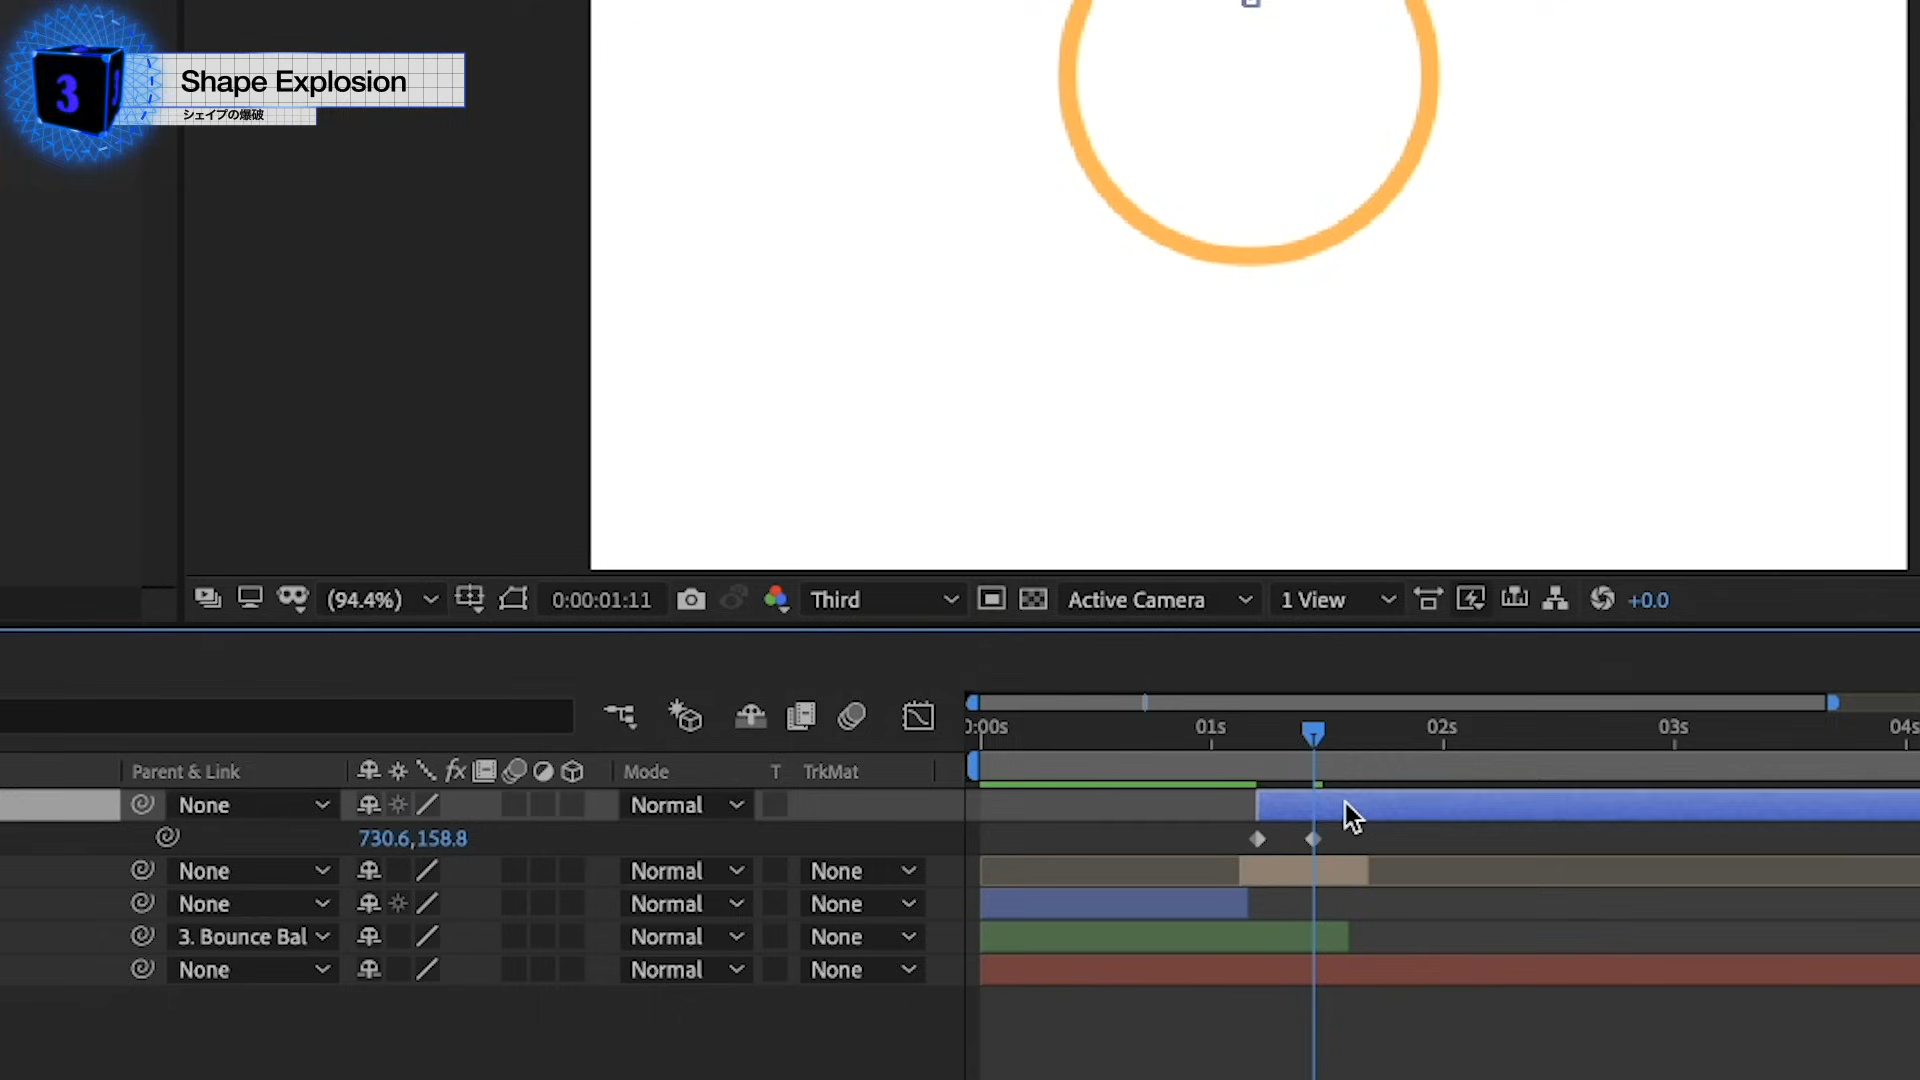 3
Shape Explosion
シェイプの爆破
(94.4%)
0:00:01:11
Third
Active Camera
1 View
+0.0
0:00s
01s
02s
03s
04s
Parent & Link
fx
Mode
T
TrkMat
None
Normal
730.6,158.8
None
Normal
None
None
Normal
None
3. Bounce Bal
Normal
None
None
Normal
None